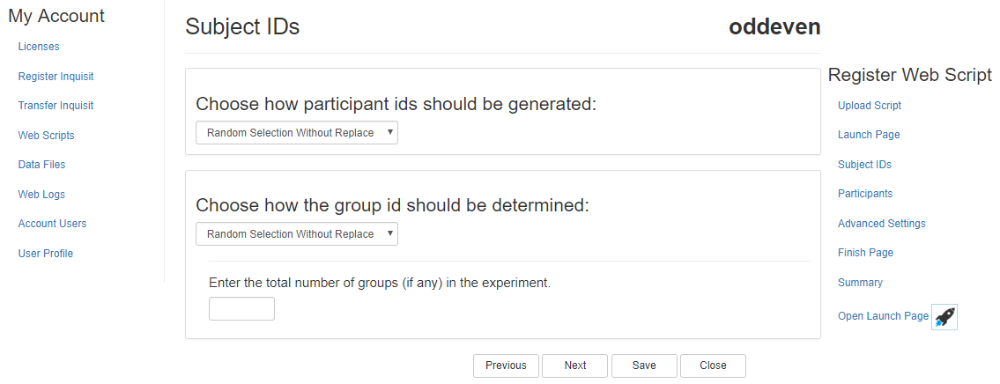 My Account
Licenses
Register Inquisit
Transfer Inquisit
Web Scripts
Data Files
Web Logs
Account Users
User Profile
Subject IDs
oddeven
Choose how participant ids should be generated:
Random Selection Without Replace
Choose how the group id should be determined:
Random Selection Without Replace
Enter the total number of groups (if any) in the experiment.
Previous
Next
Save
Close
Register Web Script
Upload Script
Launch Page
Subject IDs
Participants
Advanced Settings
Finish Page
Summary
Open Launch Page